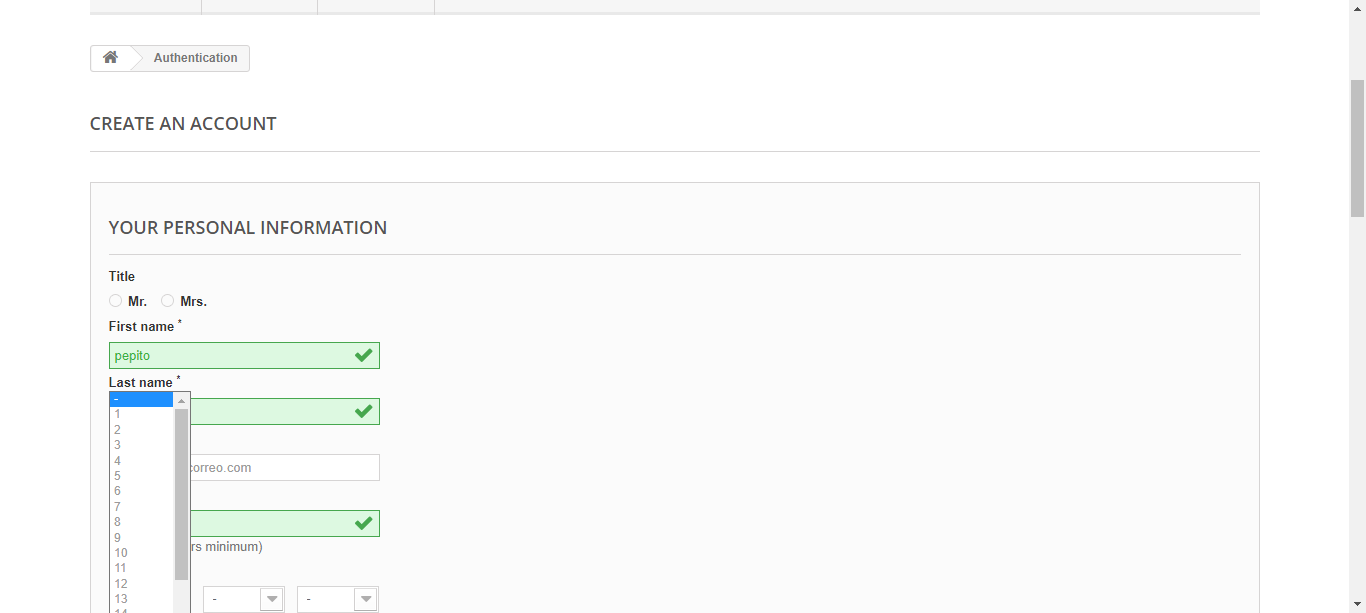 Authentication
CREATE AN ACCOUNT
YOUR PERSONAL INFORMATION
Title
Mr. Mrs.
First name *
pepito
Last name *
-
1
2
3
4
correo.com
5
6
7
8
9
rs minimum)
10
11
12
13
- -
14